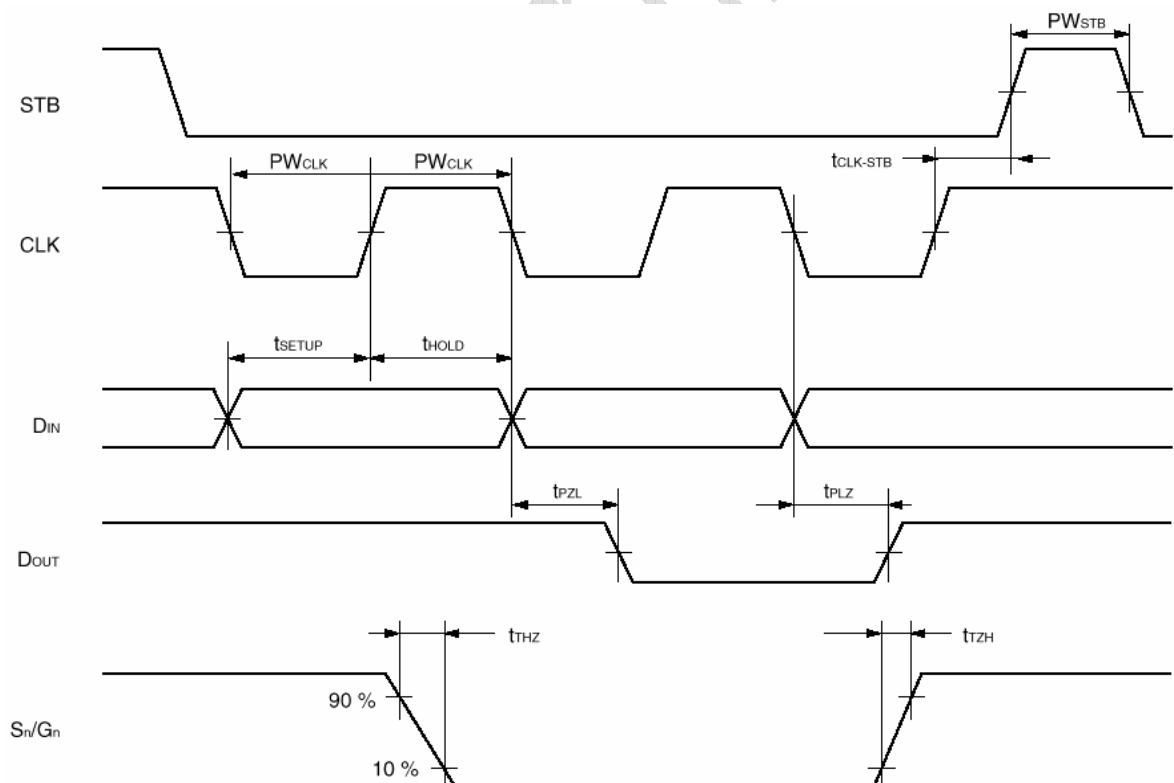 PWSTB
STB
PWCLK PWCLK
tCLK-STB
CLK
tSETUP tHOLD
DIN
tPZL tPLZ
DOUT
tTHZ tTZH
90 %
Sn/Gn
10 %